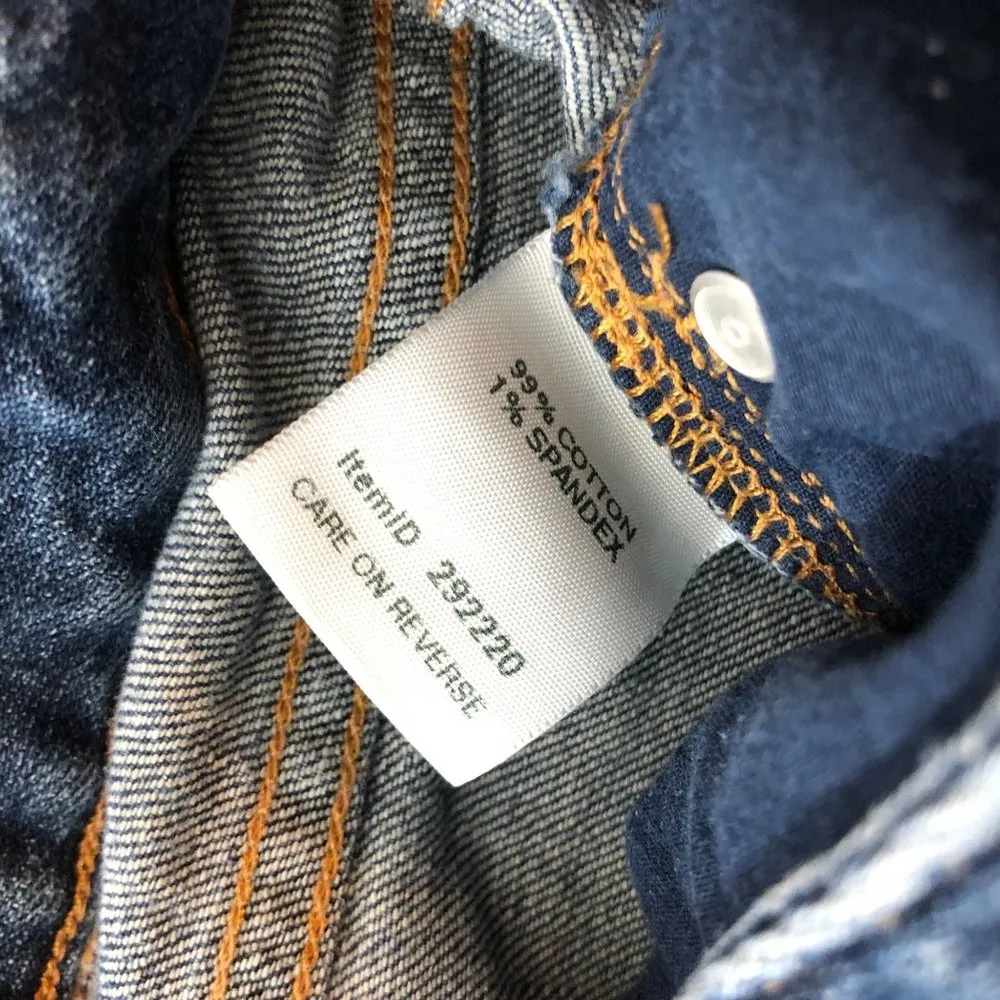 99% COTTON
1% SPANDEX
ItemID 292220
CARE ON REVERSE